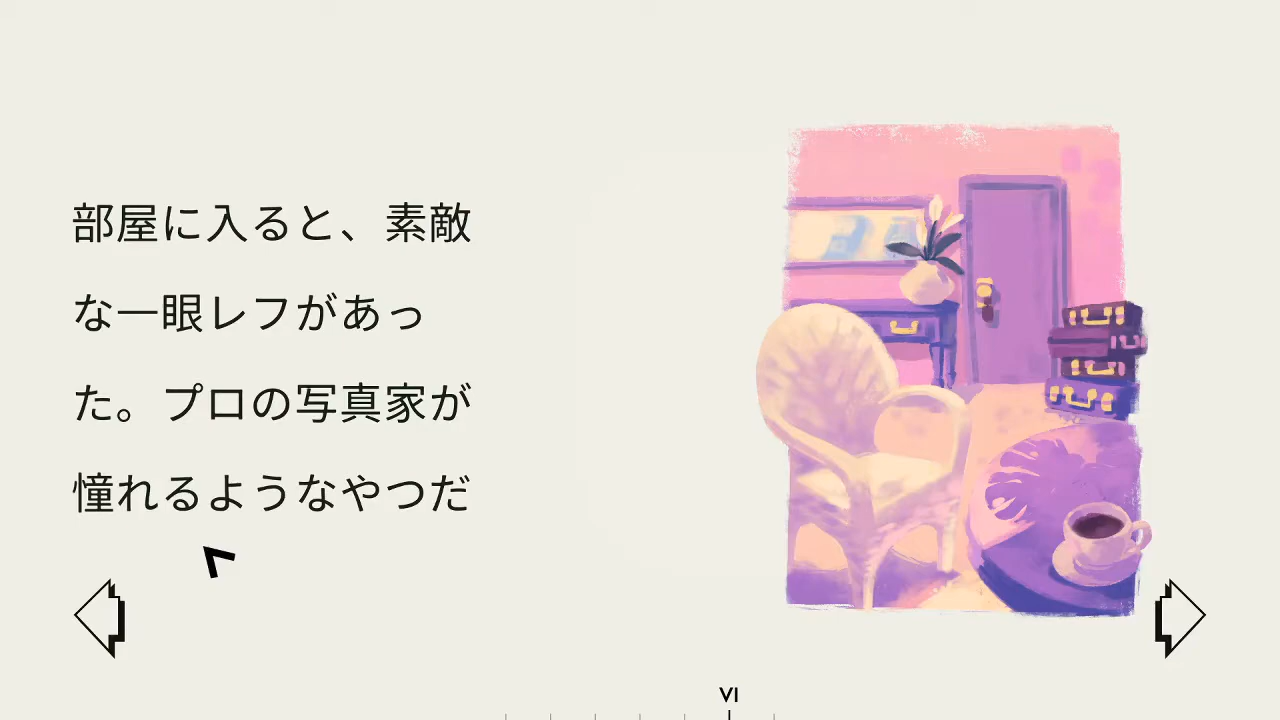 部屋に入ると、素敵
な一眼レフがあっ
た。プロの写真家が
憧れるようなやつだ
VI